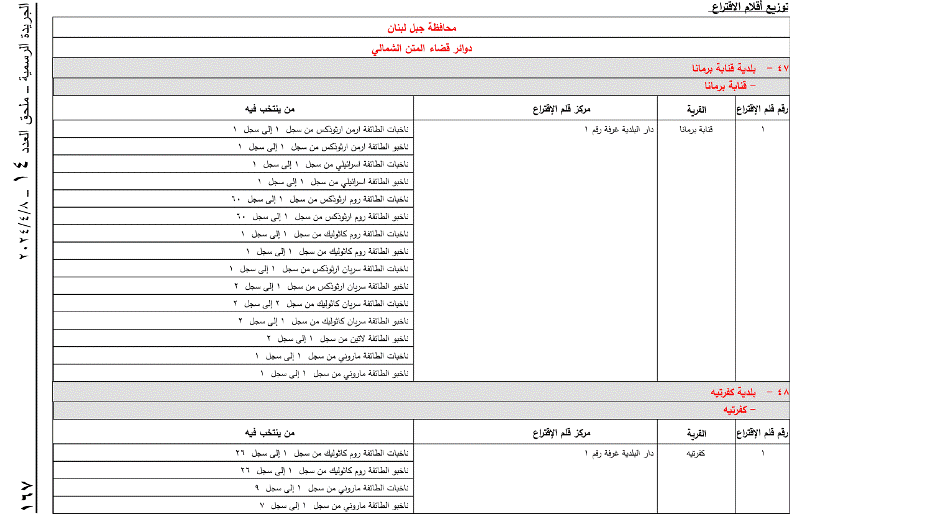 توزيع أقلام الإقتراع
محافظة جبل لبنان
دوائر قضاء المتن الشمالي
٤٧ - بلدية قنابة برمانا
- قنابة برمانا
رقم قلم الإقتراع القرية مركز قلم الإقتراع من ينتخب فيه
١ قنابة برمانا دار البلدية غرفة رقم ١ ناخبات الطائفة ارمن ارثوذكس من سجل ١ إلى سجل ١
ناخبو الطائفة ارمن ارثوذكس من سجل ١ إلى سجل ١
ناخبات الطائفة اسرائيلي من سجل ١ إلى سجل ١
ناخبو الطائفة اسرائيلي من سجل ١ إلى سجل ١
ناخبات الطائفة روم ارثوذكس من سجل ١ إلى سجل ٦٠
ناخبو الطائفة روم ارثوذكس من سجل ١ إلى سجل ٦٠
ناخبات الطائفة روم كاثوليك من سجل ١ إلى سجل ١
ناخبو الطائفة روم كاثوليك من سجل ١ إلى سجل ١
ناخبات الطائفة سريان ارثوذكس من سجل ١ إلى سجل ١
ناخبو الطائفة سريان ارثوذكس من سجل ١ إلى سجل ٢
ناخبات الطائفة سريان كاثوليك من سجل ٢ إلى سجل ٢
ناخبو الطائفة سريان كاثوليك من سجل ١ إلى سجل ٢
ناخبو الطائفة لاتين من سجل ١ إلى سجل ٢
ناخبات الطائفة ماروني من سجل ١ إلى سجل ١
ناخبو الطائفة ماروني من سجل ١ إلى سجل ١
٤٨ - بلدية كفرتيه
- كفرتيه
رقم قلم الإقتراع القرية مركز قلم الإقتراع من ينتخب فيه
١ كفرتيه دار البلدية غرفة رقم ١ ناخبات الطائفة روم كاثوليك من سجل ١ إلى سجل ٢٦
ناخبو الطائفة روم كاثوليك من سجل ١ إلى سجل ٢٦
ناخبات الطائفة ماروني من سجل ١ إلى سجل ٩
ناخبو الطائفة ماروني من سجل ١ إلى سجل ٧
الجريدة الرسمية – ملحق العدد ١٤ – ٢٠٢٤/٤/٨
١٦٧